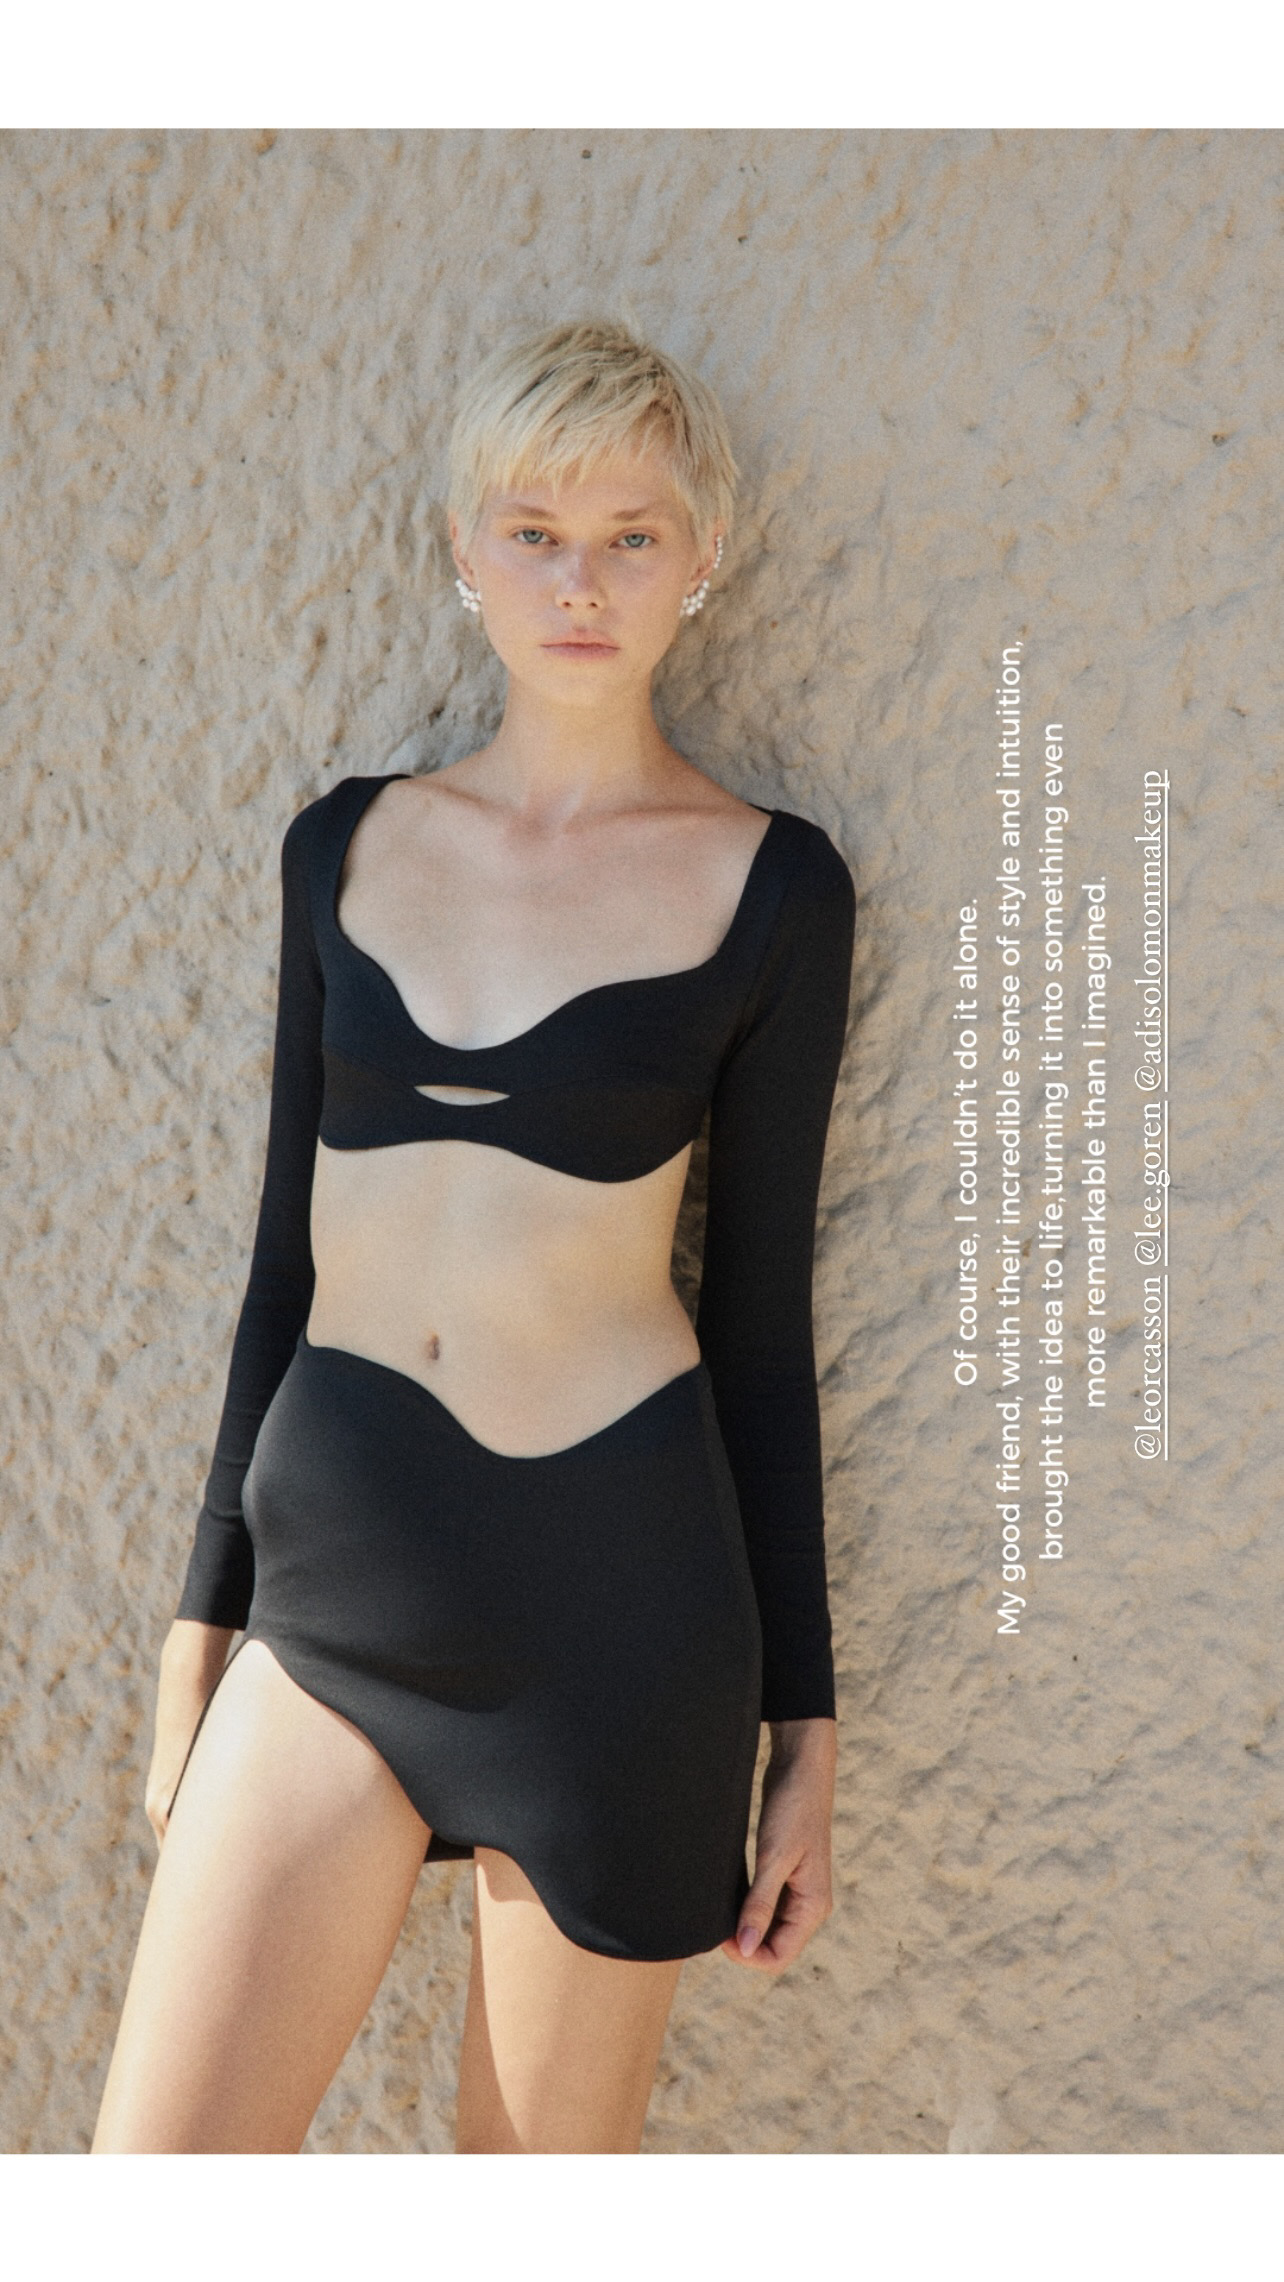 Of course, I couldn't do it alone.
My good friend, with their incredible sense of style and intuition,
brought the idea to life,turning it into something even
more remarkable than I imagined.
@leorcasson @lee.goren @adisolomonmakeup